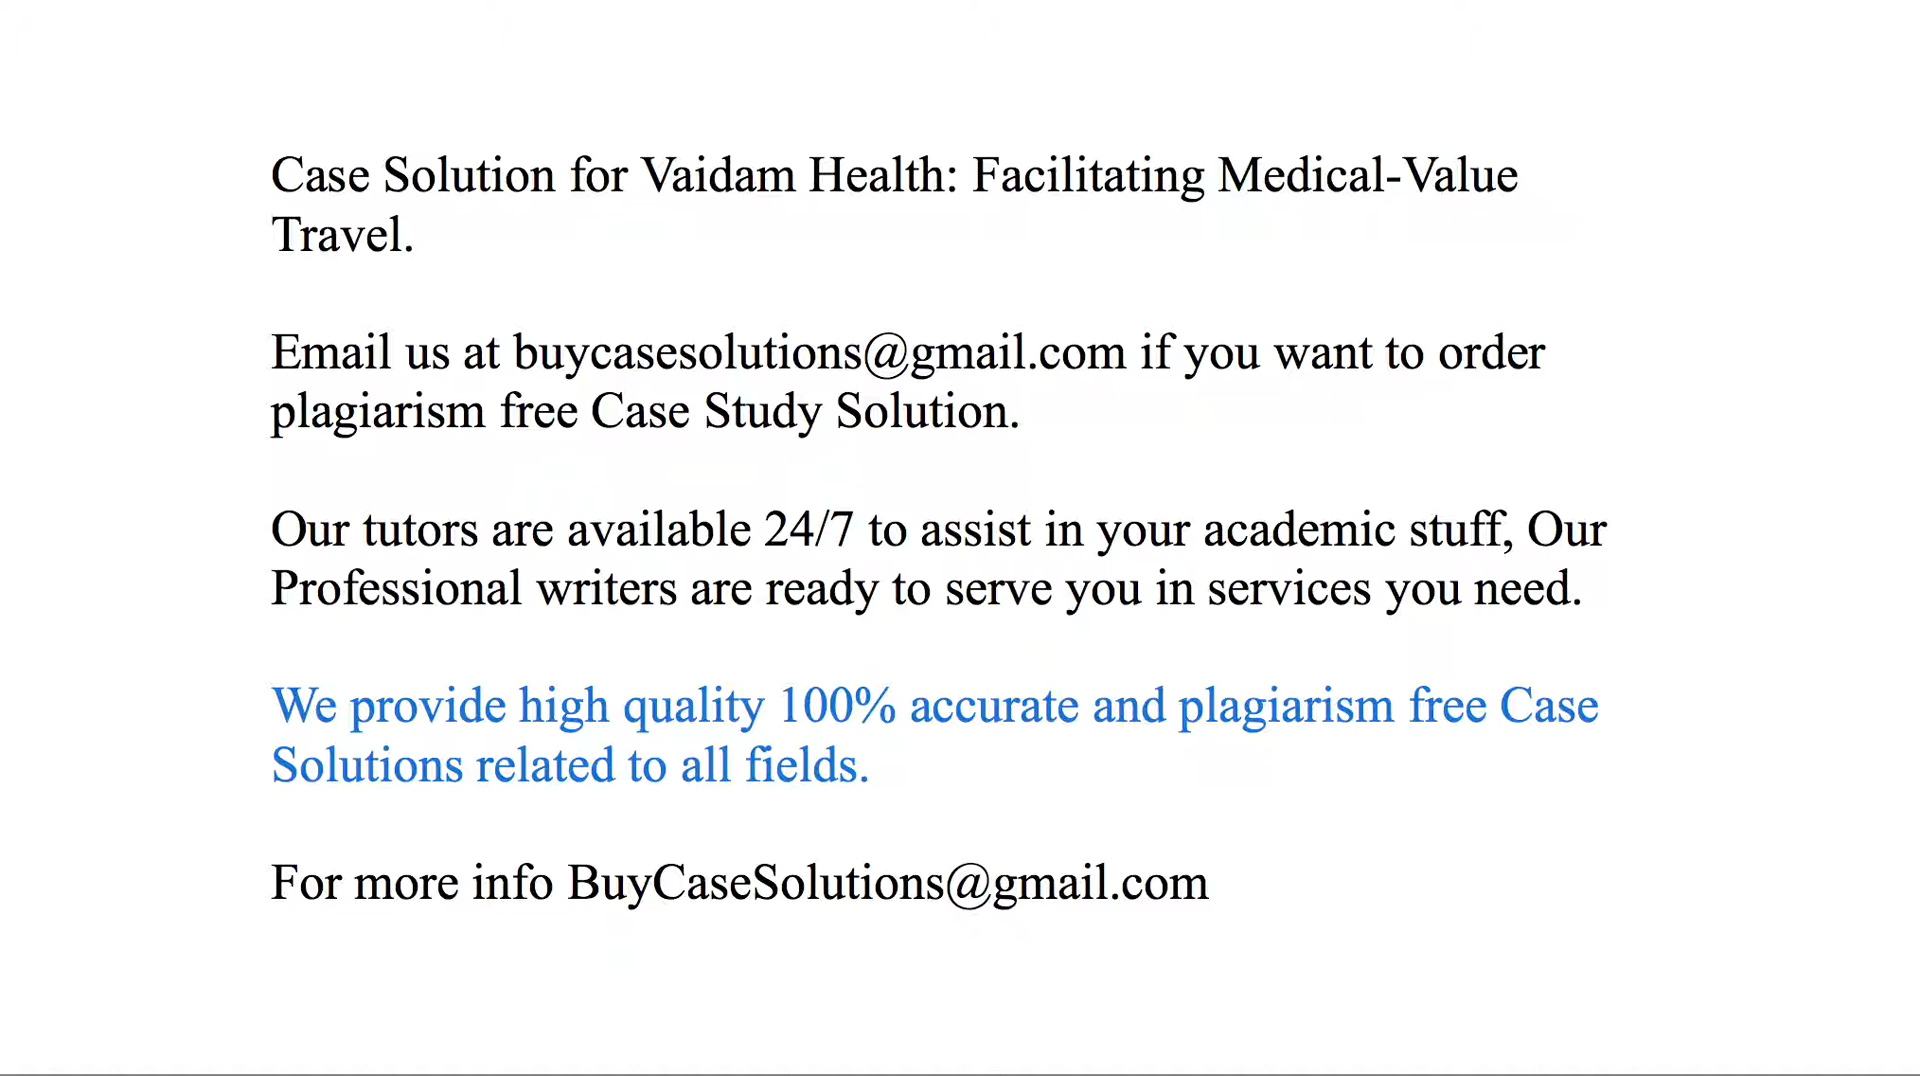 Case Solution for Vaidam Health: Facilitating Medical-Value
Travel.
Email us at buycasesolutions@gmail.com if you want to order
plagiarism free Case Study Solution.
Our tutors are available 24/7 to assist in your academic stuff, Our
Professional writers are ready to serve you in services you need.
We provide high quality 100% accurate and plagiarism free Case
Solutions related to all fields.
For more info BuyCaseSolutions@gmail.com